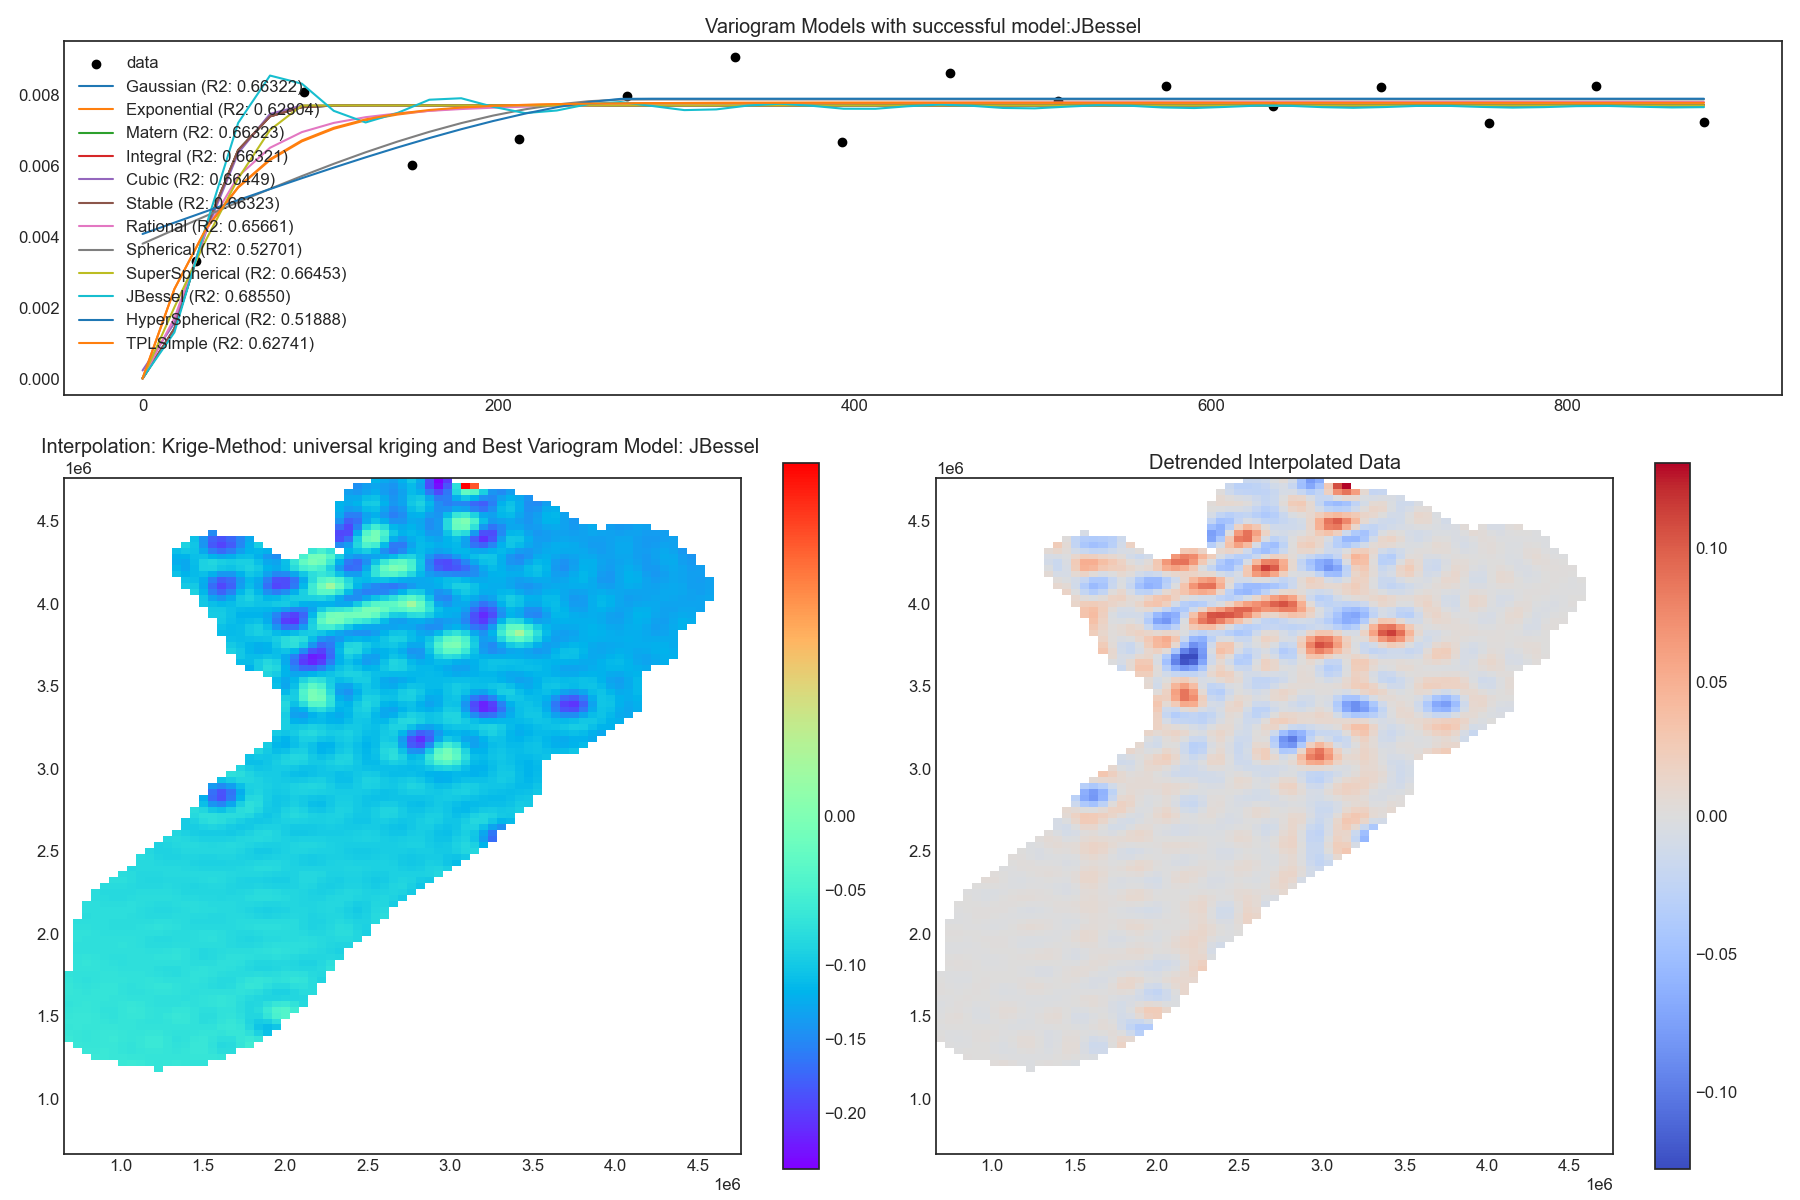 Variogram Models with successful model:JBessel
data
Gaussian (R2: 0.66322)
Exponential (R2: 0.62804)
Matern (R2: 0.66323)
Integral (R2: 0.66321)
Cubic (R2: 0.66449)
Stable (R2: 0.66323)
Rational (R2: 0.65661)
Spherical (R2: 0.52701)
SuperSpherical (R2: 0.66453)
JBessel (R2: 0.68550)
HyperSpherical (R2: 0.51888)
TPLSimple (R2: 0.62741)
0.008
0.006
0.004
0.002
0.000
0 200 400 600 800
Interpolation: Krige-Method: universal kriging and Best Variogram Model: JBessel
1e6
4.5
4.0
3.5
3.0
2.5
2.0
1.5
1.0
1.0 1.5 2.0 2.5 3.0 3.5 4.0 4.5
1e6
0.00
−0.05
−0.10
−0.15
−0.20
Detrended Interpolated Data
1e6
4.5
4.0
3.5
3.0
2.5
2.0
1.5
1.0
1.0 1.5 2.0 2.5 3.0 3.5 4.0 4.5
1e6
0.10
0.05
0.00
−0.05
−0.10